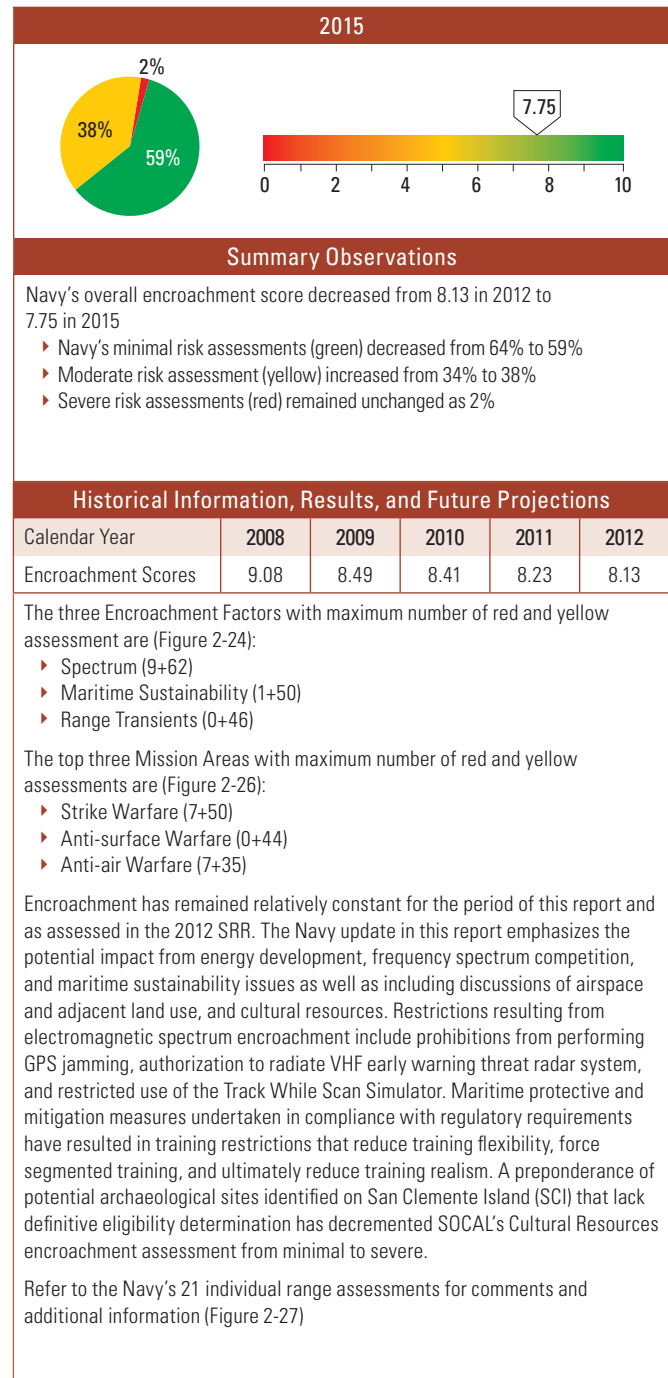 2015
2%
38%
59%
7.75
0 2 4 6 8 10
Summary Observations
Navy's overall encroachment score decreased from 8.13 in 2012 to
7.75 in 2015
Navy's minimal risk assessments (green) decreased from 64% to 59%
Moderate risk assessment (yellow) increased from 34% to 38%
Severe risk assessments (red) remained unchanged as 2%
Historical Information, Results, and Future Projections
Calendar Year 2008 2009 2010 2011 2012
Encroachment Scores 9.08 8.49 8.41 8.23 8.13
The three Encroachment Factors with maximum number of red and yellow
assessment are (Figure 2-24):
Spectrum (9+62)
Maritime Sustainability (1+50)
Range Transients (0+46)
The top three Mission Areas with maximum number of red and yellow
assessments are (Figure 2-26):
Strike Warfare (7+50)
Anti-surface Warfare (0+44)
Anti-air Warfare (7+35)
Encroachment has remained relatively constant for the period of this report and
as assessed in the 2012 SRR. The Navy update in this report emphasizes the
potential impact from energy development, frequency spectrum competition,
and maritime sustainability issues as well as including discussions of airspace
and adjacent land use, and cultural resources. Restrictions resulting from
electromagnetic spectrum encroachment include prohibitions from performing
GPS jamming, authorization to radiate VHF early warning threat radar system,
and restricted use of the Track While Scan Simulator. Maritime protective and
mitigation measures undertaken in compliance with regulatory requirements
have resulted in training restrictions that reduce training flexibility, force
segmented training, and ultimately reduce training realism. A preponderance of
potential archaeological sites identified on San Clemente Island (SCI) that lack
definitive eligibility determination has decremented SOCAL's Cultural Resources
encroachment assessment from minimal to severe.
Refer to the Navy's 21 individual range assessments for comments and
additional information (Figure 2-27)